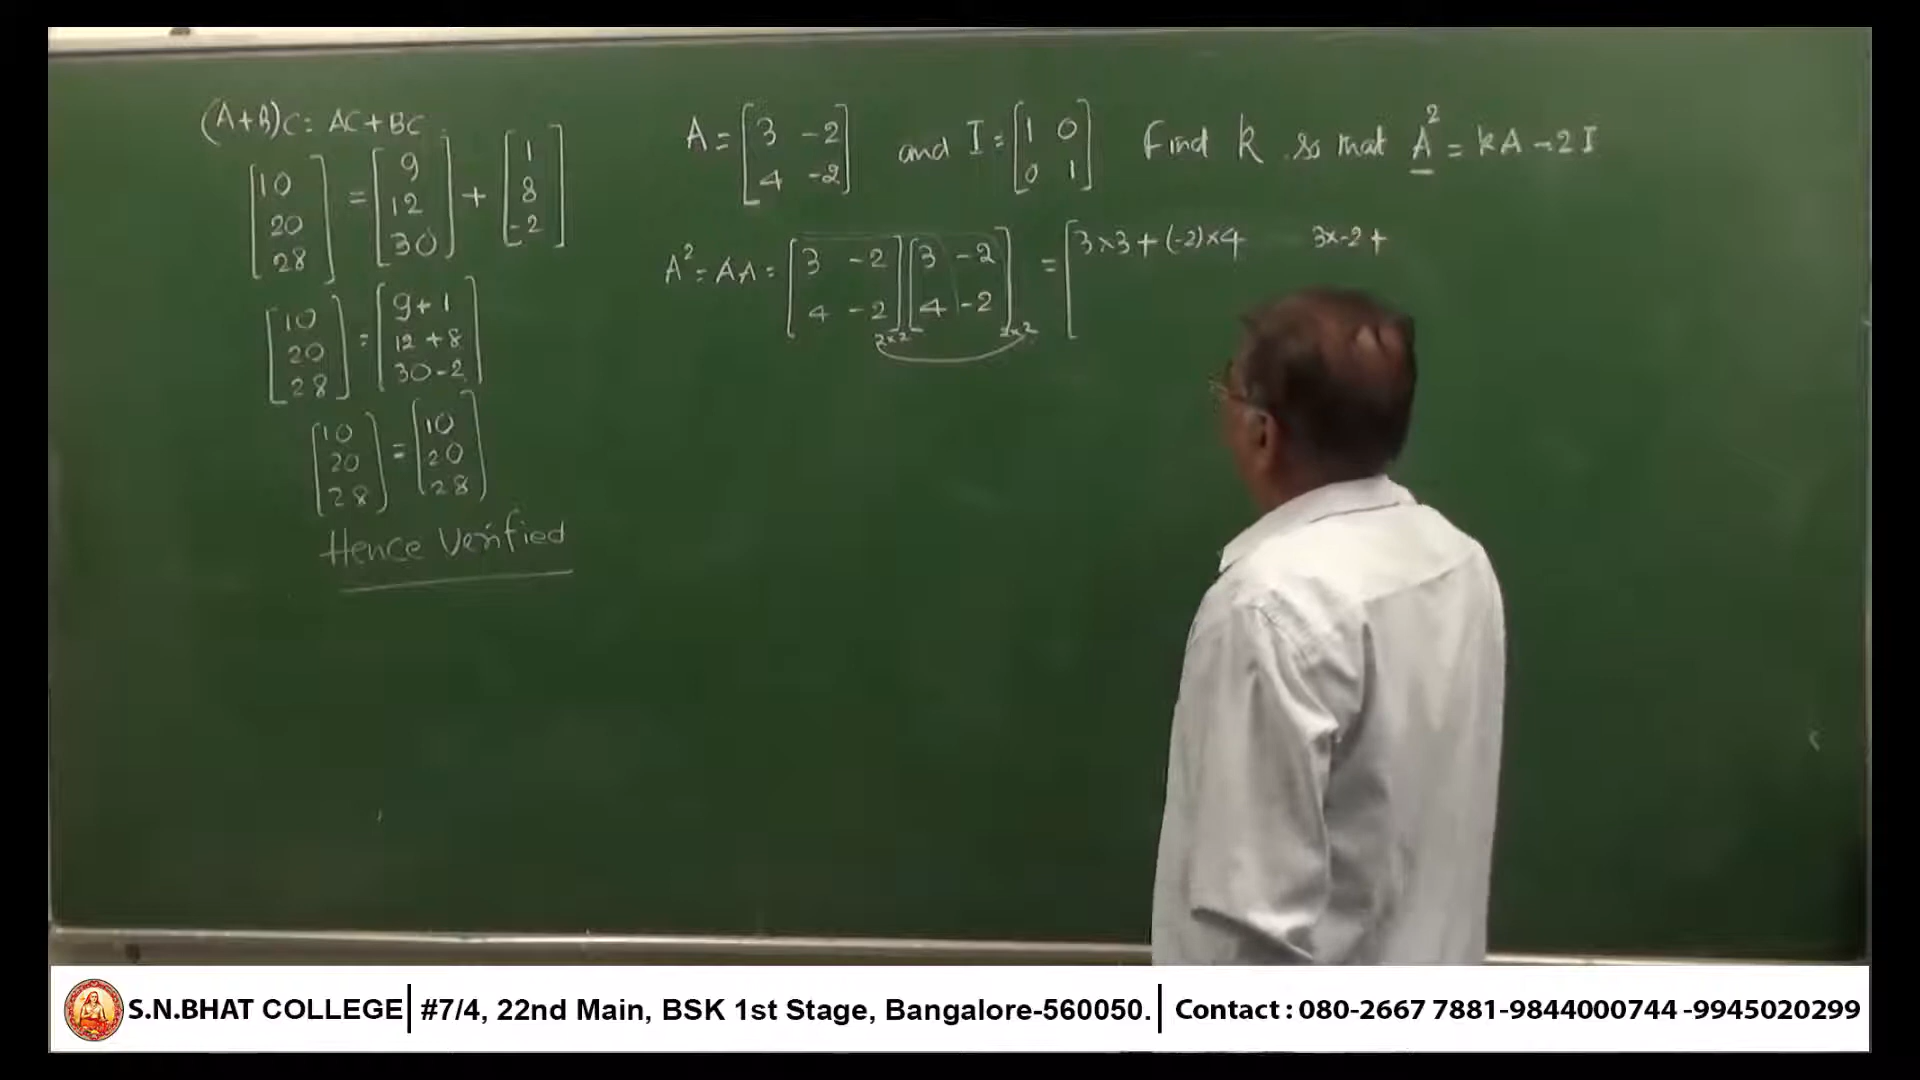 (A+B)C = AC+BC
[10 20 28] = [9 12 30] + [1 8 -2]
[10 20 28] = [9+1 12+8 30-2]
[10 20 28] = [10 20 28]
Hence Verified
A = [3 -2 4 -2] and I = [1 0 0 1] Find k so that A² = kA-2I
A² = AA = [3 -2 4 -2]2×2 [3 -2 4 -2]2×2 = [3×3+(-2)×4 3×-2+
S.N.BHAT COLLEGE | #7/4, 22nd Main, BSK 1st Stage, Bangalore-560050. | Contact : 080-2667 7881-9844000744 -9945020299